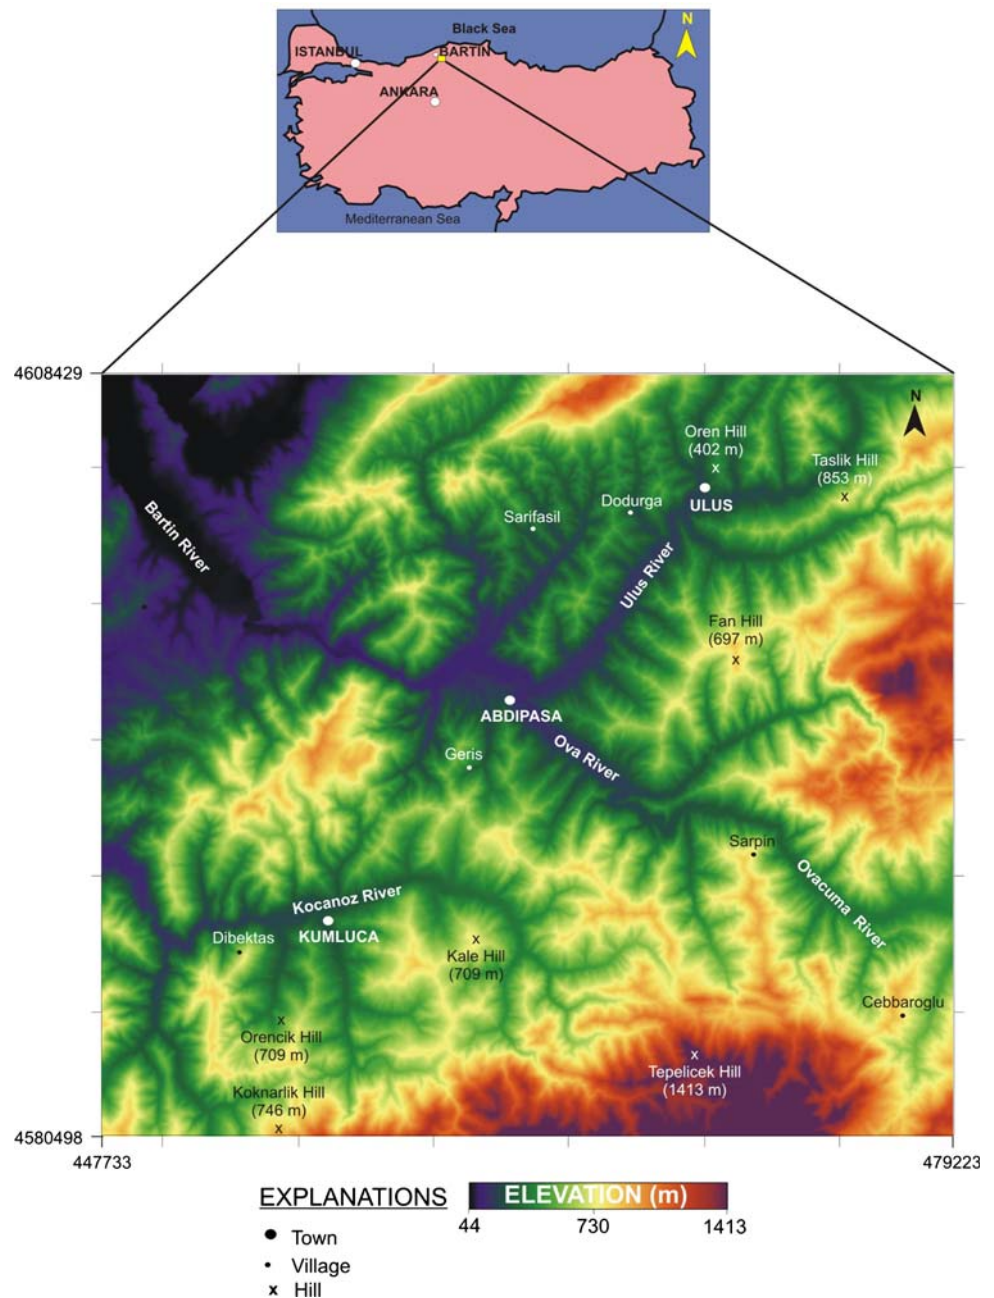 Black Sea
N
ISTANBUL
BARTIN
ANKARA
Mediterranean Sea
4608429
N
Oren Hill
(402 m)
Taslik Hill
(853 m)
ULUS
Dodurga
Sarifasil
Bartin River
Ulus River
Fan Hill
(697 m)
ABDIPASA
Ova River
Geris
Sarpin
Ovacuma River
Kocanoz River
KUMLUCA
Dibektas
Kale Hill
(709 m)
Cebbaroglu
Orencik Hill
(709 m)
Tepelicek Hill
(1413 m)
Koknarlik Hill
(746 m)
4580498
447733
479223
EXPLANATIONS
ELEVATION (m)
44
730
1413
Town
Village
x Hill